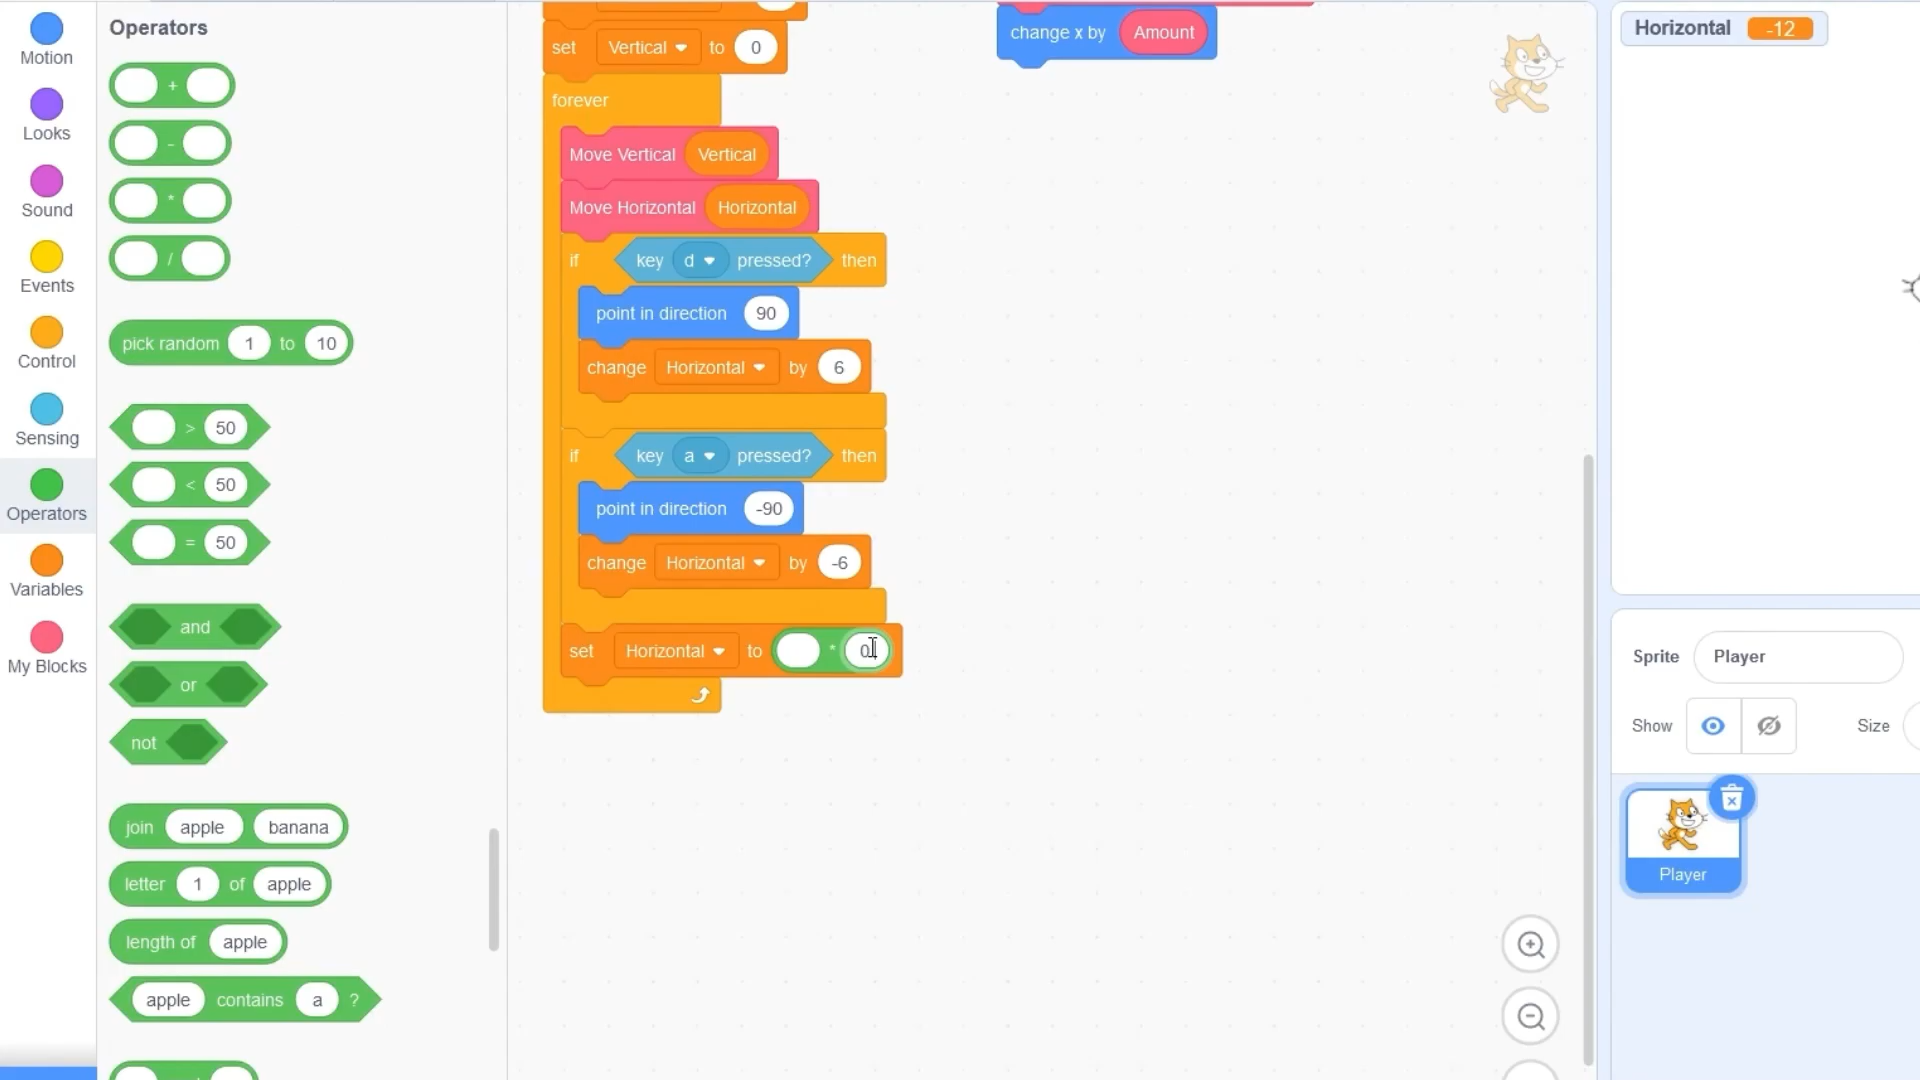 Motion
Looks
Sound
Events
Control
Sensing
Operators
Variables
My Blocks
Operators
+
-
*
/
pick random 1 to 10
> 50
< 50
= 50
and
or
not
join apple banana
letter 1 of apple
length of apple
apple contains a ?
set Vertical to 0
forever
Move Vertical Vertical
Move Horizontal Horizontal
if key d pressed? then
point in direction 90
change Horizontal by 6
if key a pressed? then
point in direction -90
change Horizontal by -6
set Horizontal to * 0.
change x by Amount
Horizontal -12
Sprite Player
Show
Size
Player